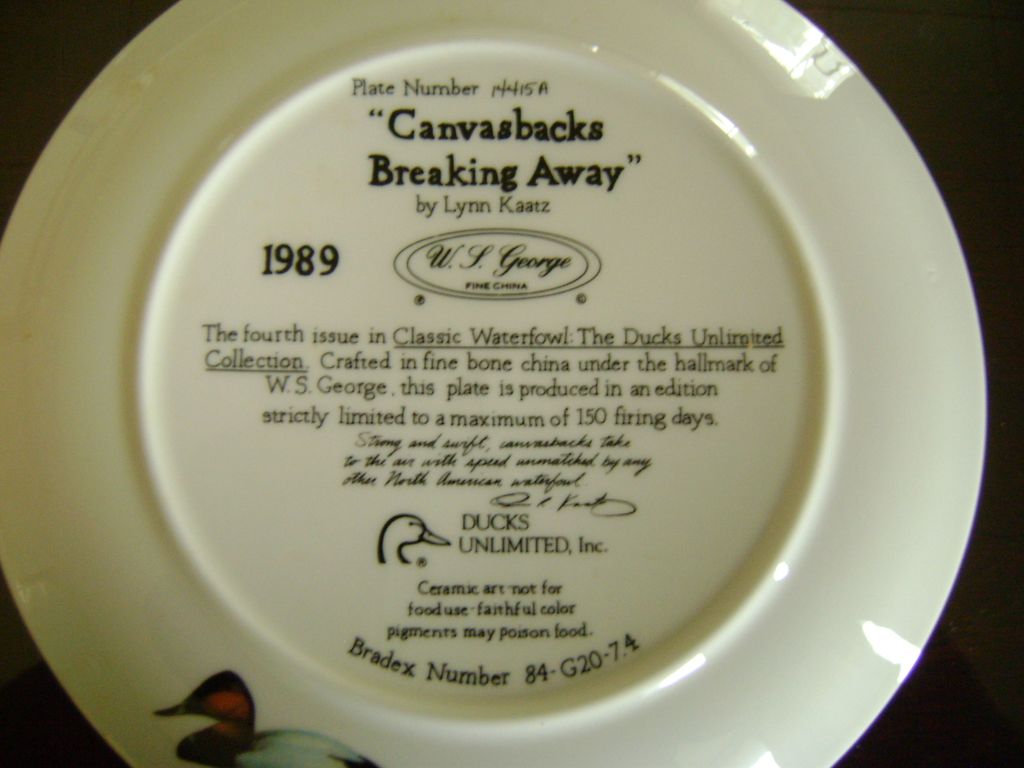 Plate Number 14415A
"Canvasbacks
Breaking Away"
by Lynn Kaatz
1989
W. S. George
FINE CHINA
® ©
The fourth issue in Classic Waterfowl: The Ducks Unlimited
Collection. Crafted in fine bone china under the hallmark of
W. S. George, this plate is produced in an edition
strictly limited to a maximum of 150 firing days.
Strong and swift, canvasbacks take
to the air with speed unmatched by any
other North American waterfowl.
DUCKS
UNLIMITED, Inc.
®
Ceramic art not for
food use - faithful color
pigments may poison food.
Bradex Number 84-G20-7.4